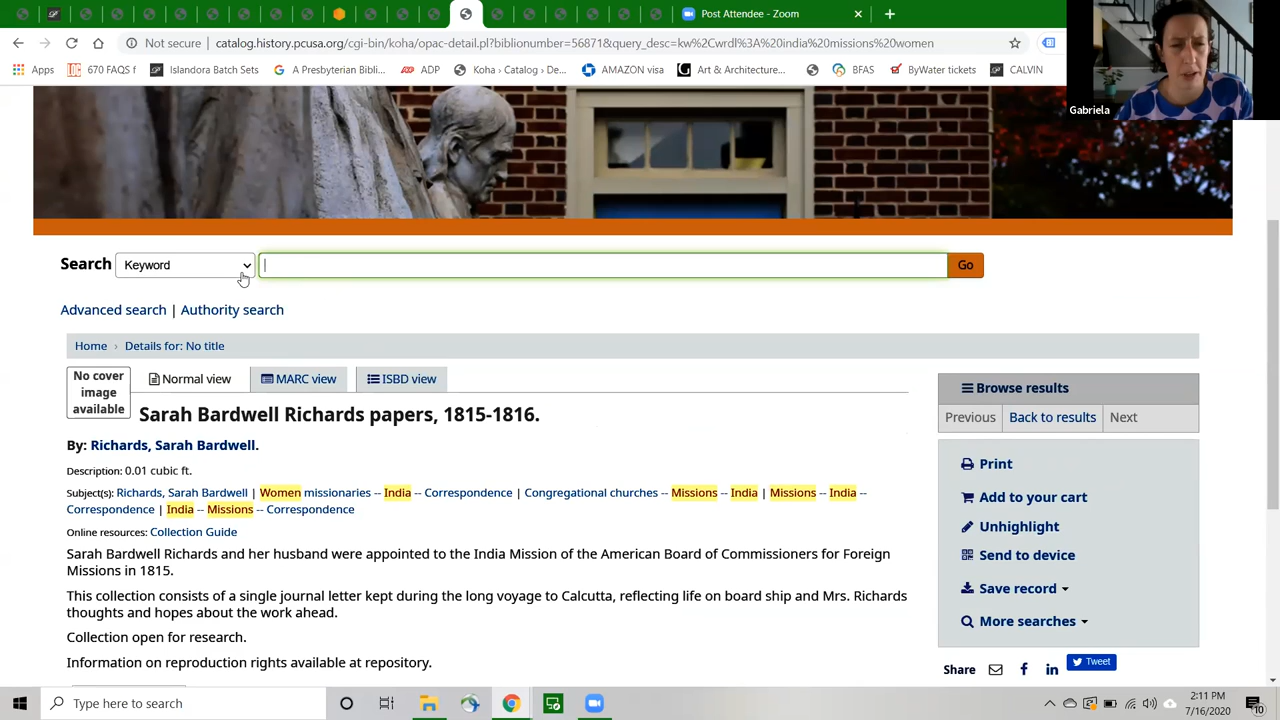 Post Attendee - Zoom
Not secure | catalog.history.pcusa.org/cgi-bin/koha/opac-detail.pl?biblionumber=56871&query_desc=kw%2Cwrdl%3A%20india%20missions%20women
Apps 670 FAQS f Islandora Batch Sets A Presbyterian Bibli... ADP Koha › Catalog › De... AMAZON visa Art & Architecture... BFAS ByWater tickets CALVIN
Gabriela
Search Keyword Go
Advanced search | Authority search
Home › Details for: No title
No cover image available
Normal view MARC view ISBD view
Sarah Bardwell Richards papers, 1815-1816.
By: Richards, Sarah Bardwell.
Description: 0.01 cubic ft.
Subject(s): Richards, Sarah Bardwell | Women missionaries -- India -- Correspondence | Congregational churches -- Missions -- India | Missions -- India --
Correspondence | India -- Missions -- Correspondence
Online resources: Collection Guide
Sarah Bardwell Richards and her husband were appointed to the India Mission of the American Board of Commissioners for Foreign
Missions in 1815.
This collection consists of a single journal letter kept during the long voyage to Calcutta, reflecting life on board ship and Mrs. Richards
thoughts and hopes about the work ahead.
Collection open for research.
Information on reproduction rights available at repository.
Browse results
Previous Back to results Next
Print
Add to your cart
Unhighlight
Send to device
Save record
More searches
Share Tweet
Type here to search
2:11 PM
7/16/2020
10